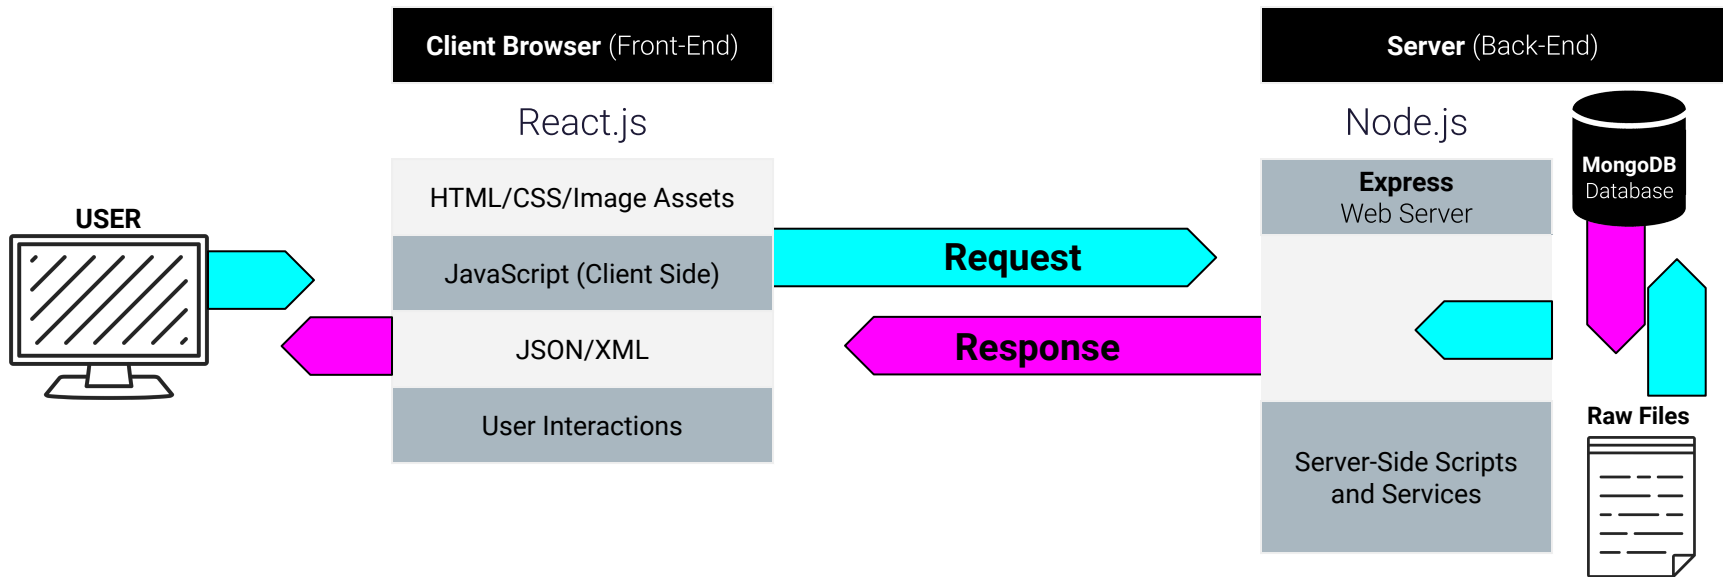 Client Browser (Front-End)
Server (Back-End)
React.js
Node.js
MongoDB
Database
HTML/CSS/Image Assets
Express
Web Server
USER
Request
JavaScript (Client Side)
Response
JSON/XML
User Interactions
Raw Files
Server-Side Scripts
and Services